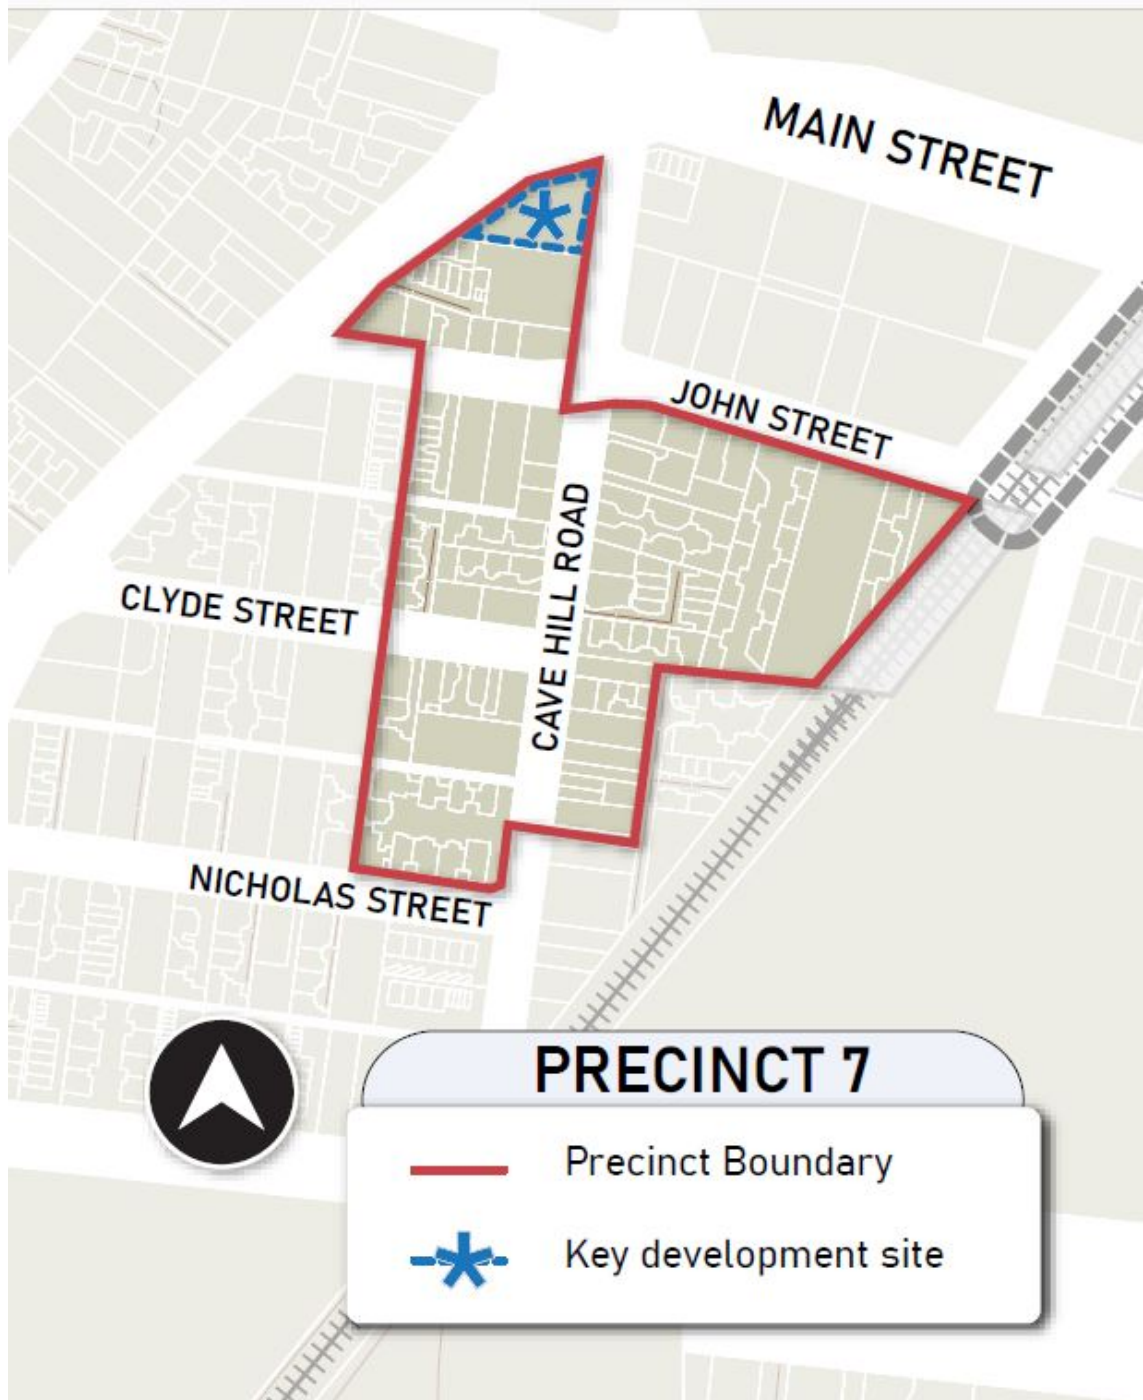 MAIN STREET
JOHN STREET
CAVE HILL ROAD
CLYDE STREET
NICHOLAS STREET
PRECINCT 7
Precinct Boundary
Key development site